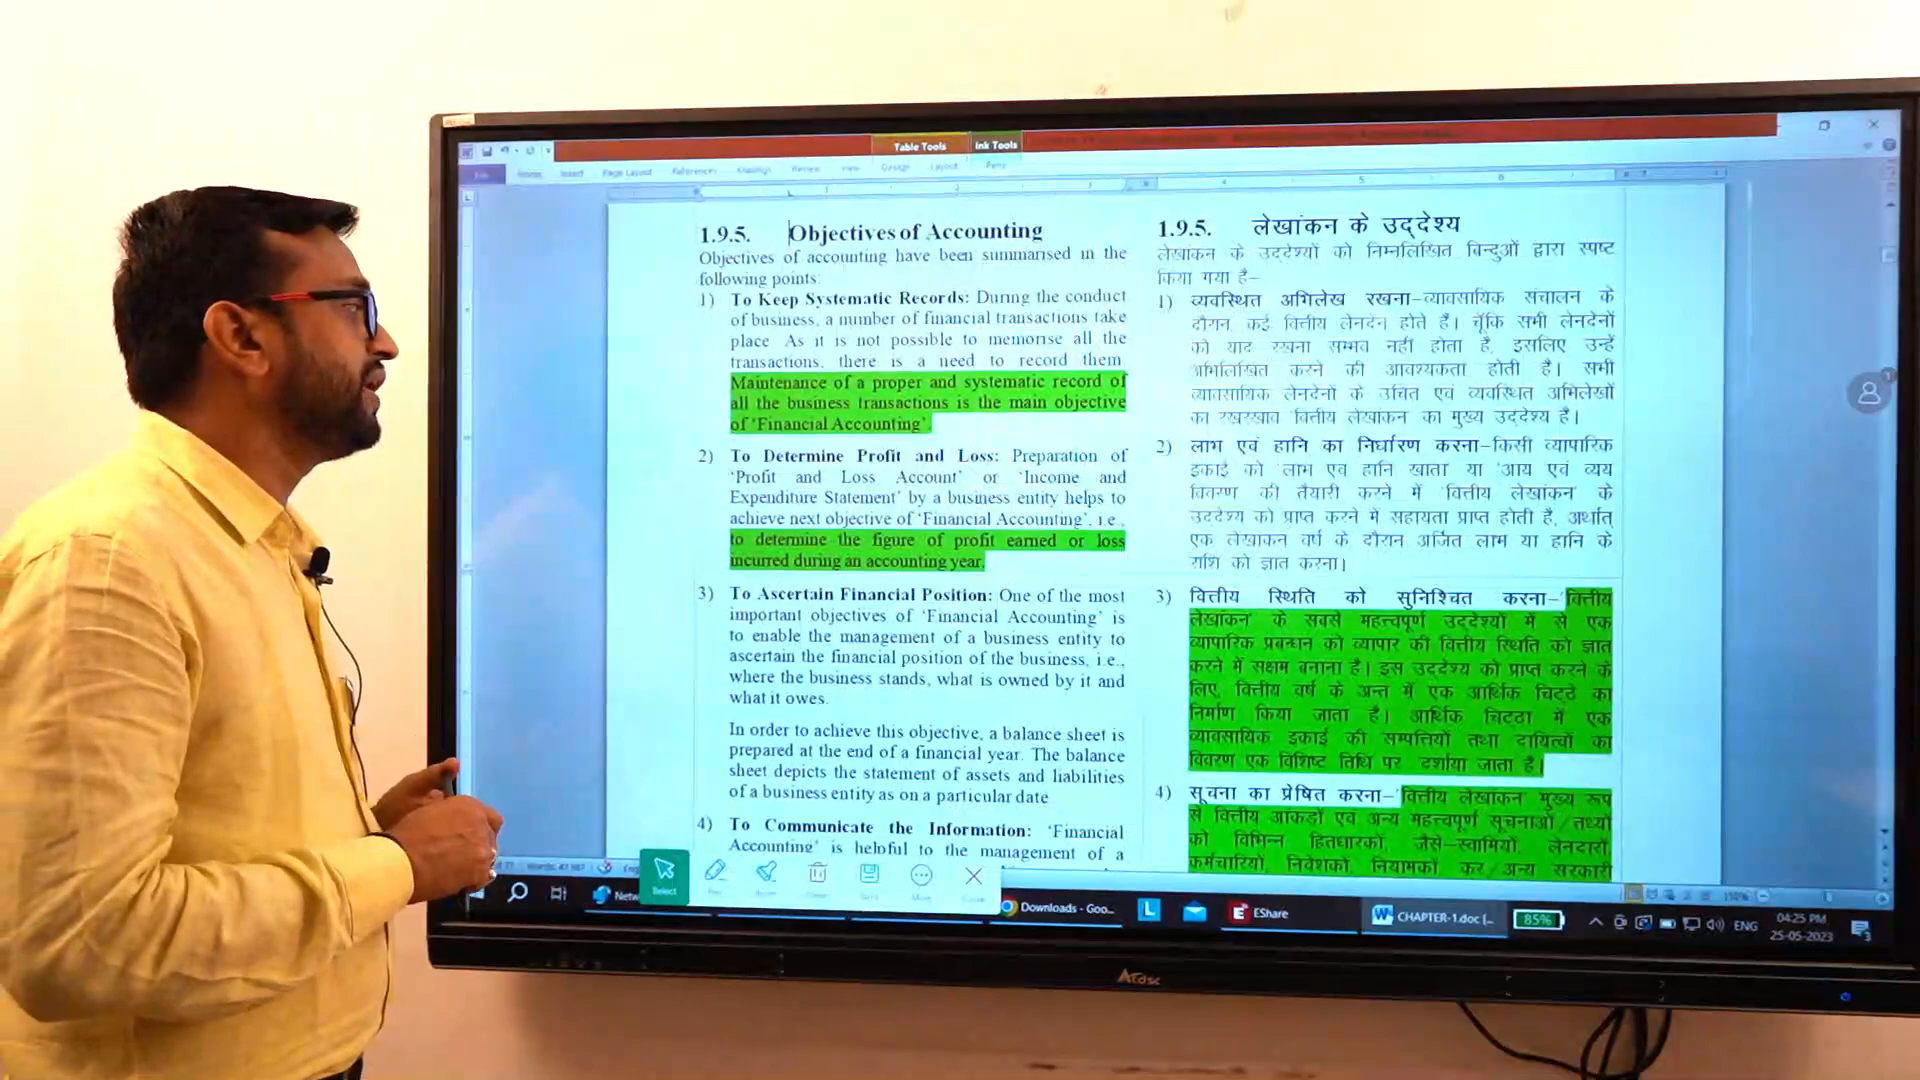 Table Tools
Ink Tools
File
Home
Insert
Page Layout
References
Mailings
Review
View
Design
Layout
Pens
1.9.5. Objectives of Accounting
Objectives of accounting have been summarised in the
following points:
1) To Keep Systematic Records: During the conduct
of business, a number of financial transactions take
place. As it is not possible to memorise all the
transactions, there is a need to record them.
Maintenance of a proper and systematic record of
all the business transactions is the main objective
of 'Financial Accounting'.
2) To Determine Profit and Loss: Preparation of
'Profit and Loss Account' or 'Income and
Expenditure Statement' by a business entity helps to
achieve next objective of 'Financial Accounting', i.e.,
to determine the figure of profit earned or loss
incurred during an accounting year.
3) To Ascertain Financial Position: One of the most
important objectives of 'Financial Accounting' is
to enable the management of a business entity to
ascertain the financial position of the business, i.e.,
where the business stands, what is owned by it and
what it owes.
In order to achieve this objective, a balance sheet is
prepared at the end of a financial year. The balance
sheet depicts the statement of assets and liabilities
of a business entity as on a particular date
4) To Communicate the Information: 'Financial
Accounting' is helpful to the management of a
1.9.5. लेखांकन के उद्देश्य
लेखांकन के उद्देश्यों को निम्नलिखित बिन्दुओं द्वारा स्पष्ट
किया गया है–
1) व्यवस्थित अभिलेख रखना–व्यावसायिक संचालन के
दौरान कई वित्तीय लेनदेन होते हैं। चूँकि सभी लेनदेनों
को याद रखना सम्भव नहीं होता है, इसलिए उन्हें
अभिलिखित करने की आवश्यकता होती है। सभी
व्यावसायिक लेनदेनों के उचित एवं व्यवस्थित अभिलेखों
का रखरखाव 'वित्तीय लेखांकन' का मुख्य उद्देश्य है।
2) लाभ एवं हानि का निर्धारण करना–किसी व्यापारिक
इकाई को 'लाभ एवं हानि खाता' या 'आय एवं व्यय
विवरण' की तैयारी करने में 'वित्तीय लेखांकन' के
उद्देश्य को प्राप्त करने में सहायता प्राप्त होती है, अर्थात्
एक लेखांकन वर्ष के दौरान अर्जित लाभ या हानि के
राशि को ज्ञात करना।
3) वित्तीय स्थिति को सुनिश्चित करना–'वित्तीय
लेखांकन' के सबसे महत्त्वपूर्ण उद्देश्यों में से एक
व्यापारिक प्रबन्धन को व्यापार की वित्तीय स्थिति को ज्ञात
करने में सक्षम बनाना है। इस उद्देश्य को प्राप्त करने के
लिए, वित्तीय वर्ष के अन्त में एक आर्थिक चिट्ठे का
निर्माण किया जाता है। आर्थिक चिट्ठा में एक
व्यावसायिक इकाई की सम्पत्तियों तथा दायित्वों का
विवरण एक विशिष्ट तिथि पर दर्शाया जाता है।
4) सूचना का प्रेषित करना–'वित्तीय लेखांकन' मुख्य रूप
से वित्तीय आंकड़ों एवं अन्य महत्त्वपूर्ण सूचनाओं/तथ्यों
को विभिन्न हितधारकों, जैसे–स्वामियों, लेनदारों,
कर्मचारियों, निवेशकों, नियामकों, कर/अन्य सरकारी
Select
Downloads - Goo...
EShare
CHAPTER-1.doc (...
85%
ENG
04:25 PM
25-05-2023